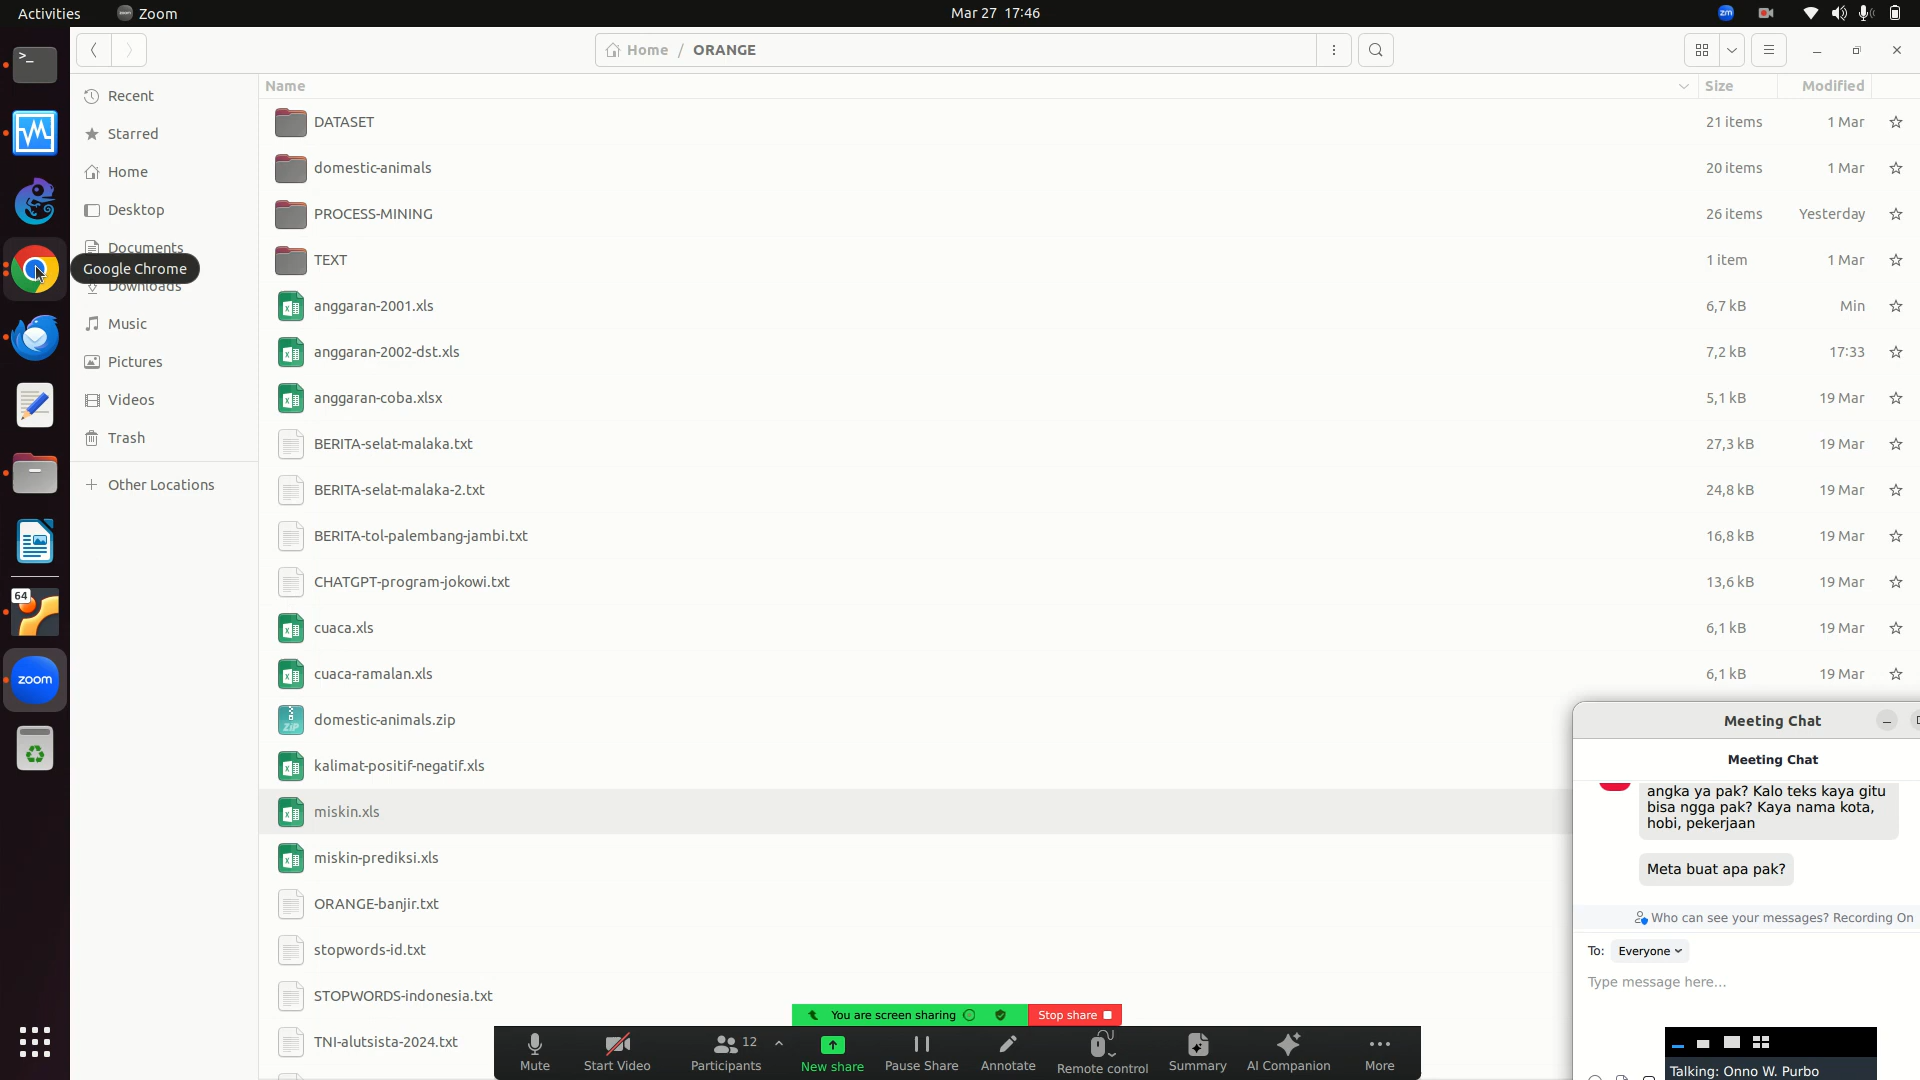 Activities
Zoom
Mar 27 17:46
zm
Home / ORANGE
Recent
Starred
Home
Desktop
Documents
Google Chrome
Downloads
Music
Pictures
Videos
Trash
Other Locations
64
zoom
Name
Size
Modified
DATASET
21 items
1 Mar
domestic-animals
20 items
1 Mar
PROCESS-MINING
26 items
Yesterday
TEXT
1 item
1 Mar
anggaran-2001.xls
6,7 kB
Min
anggaran-2002-dst.xls
7,2 kB
17:33
anggaran-coba.xlsx
5,1 kB
19 Mar
BERITA-selat-malaka.txt
27,3 kB
19 Mar
BERITA-selat-malaka-2.txt
24,8 kB
19 Mar
BERITA-tol-palembang-jambi.txt
16,8 kB
19 Mar
CHATGPT-program-jokowi.txt
13,6 kB
19 Mar
cuaca.xls
6,1 kB
19 Mar
cuaca-ramalan.xls
6,1 kB
19 Mar
domestic-animals.zip
kalimat-positif-negatif.xls
miskin.xls
miskin-prediksi.xls
ORANGE-banjir.txt
stopwords-id.txt
STOPWORDS-indonesia.txt
TNI-alutsista-2024.txt
Meeting Chat
Meeting Chat
angka ya pak? Kalo teks kaya gitu
bisa ngga pak? Kaya nama kota,
hobi, pekerjaan
Meta buat apa pak?
Who can see your messages? Recording On
To: Everyone
Type message here...
Talking: Onno W. Purbo
You are screen sharing
Stop share
Mute
Start Video
Participants
12
New share
Pause Share
Annotate
Remote control
Summary
AI Companion
More